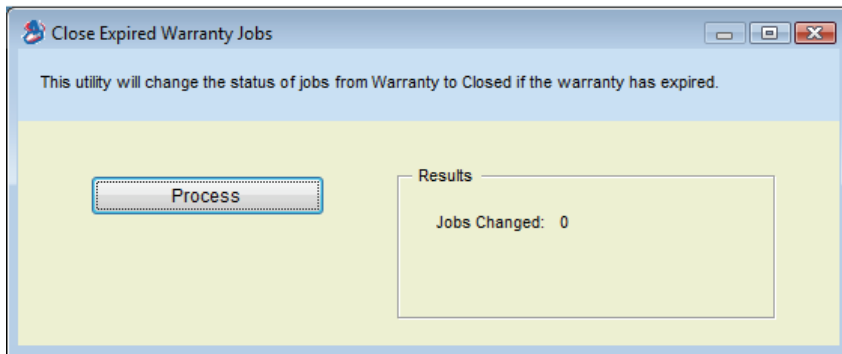 Close Expired Warranty Jobs
This utility will change the status of jobs from Warranty to Closed if the warranty has expired.
Process
Results
Jobs Changed: 0